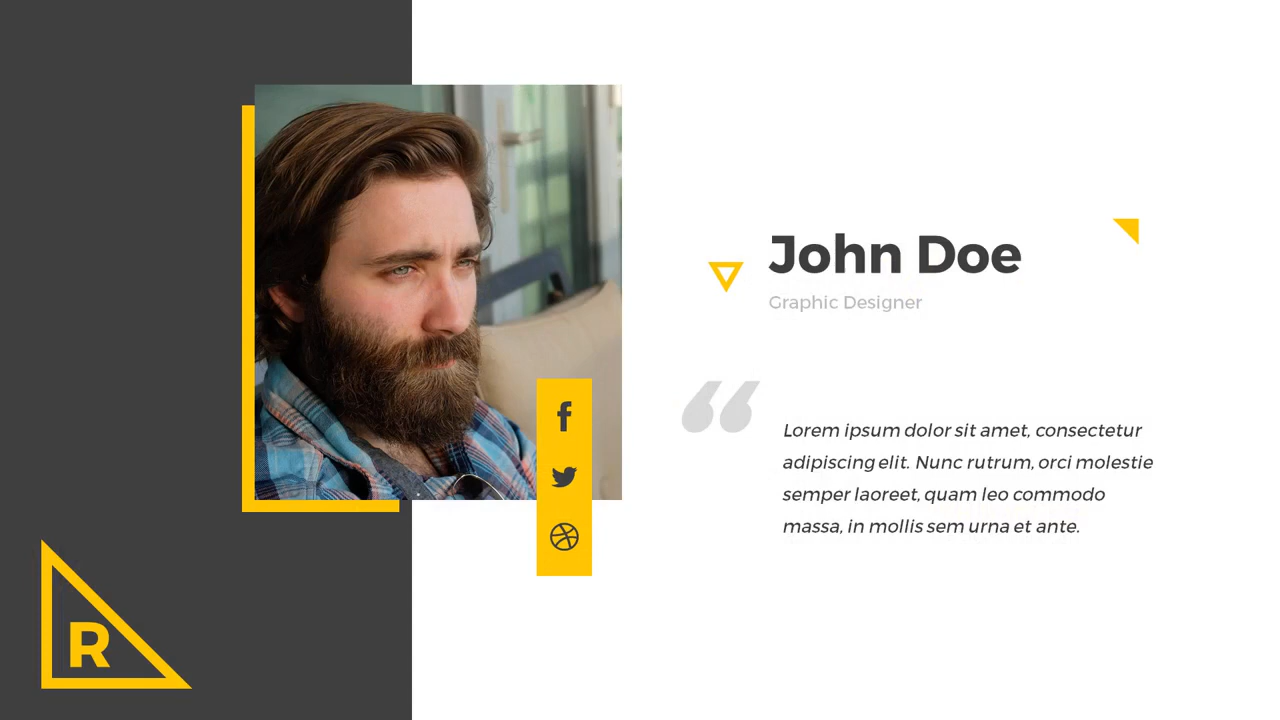 John Doe
Graphic Designer
“
Lorem ipsum dolor sit amet, consectetur
adipiscing elit. Nunc rutrum, orci molestie
semper laoreet, quam leo commodo
massa, in mollis sem urna et ante.
R